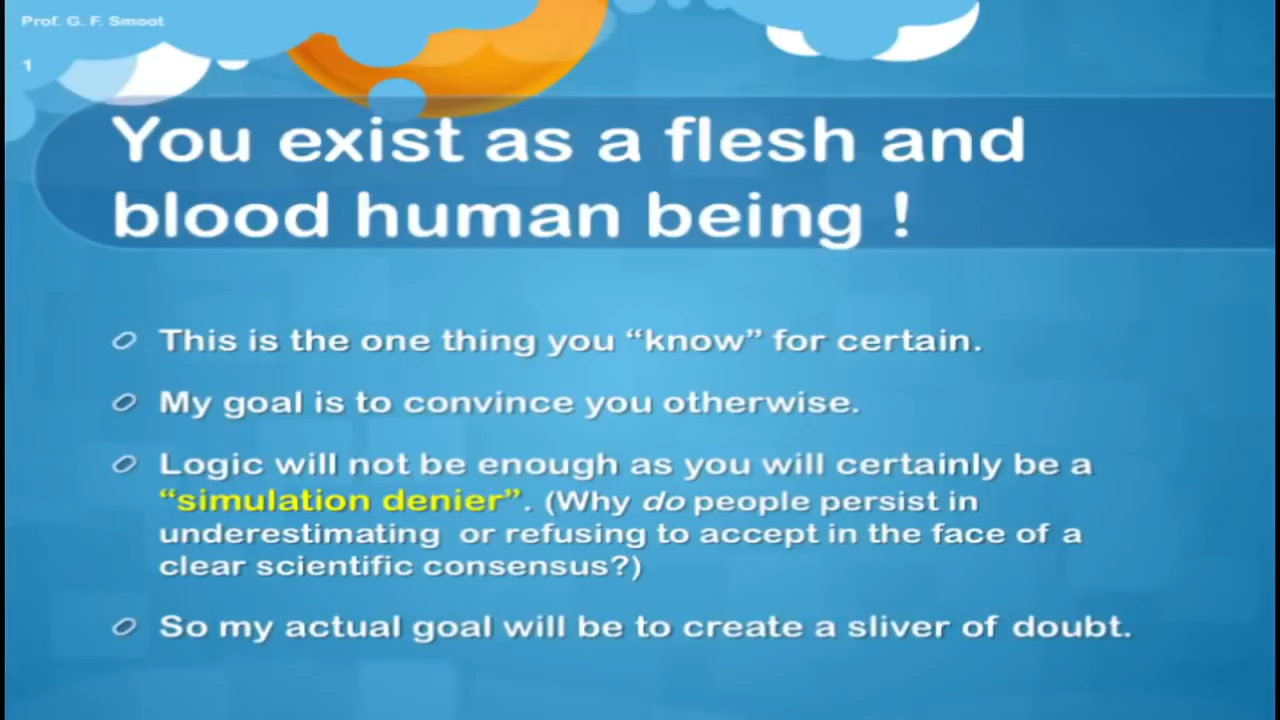 Prof. G. F. Smoot
1
You exist as a flesh and
blood human being !
This is the one thing you “know” for certain.
My goal is to convince you otherwise.
Logic will not be enough as you will certainly be a
“simulation denier”. (Why do people persist in
underestimating or refusing to accept in the face of a
clear scientific consensus?)
So my actual goal will be to create a sliver of doubt.